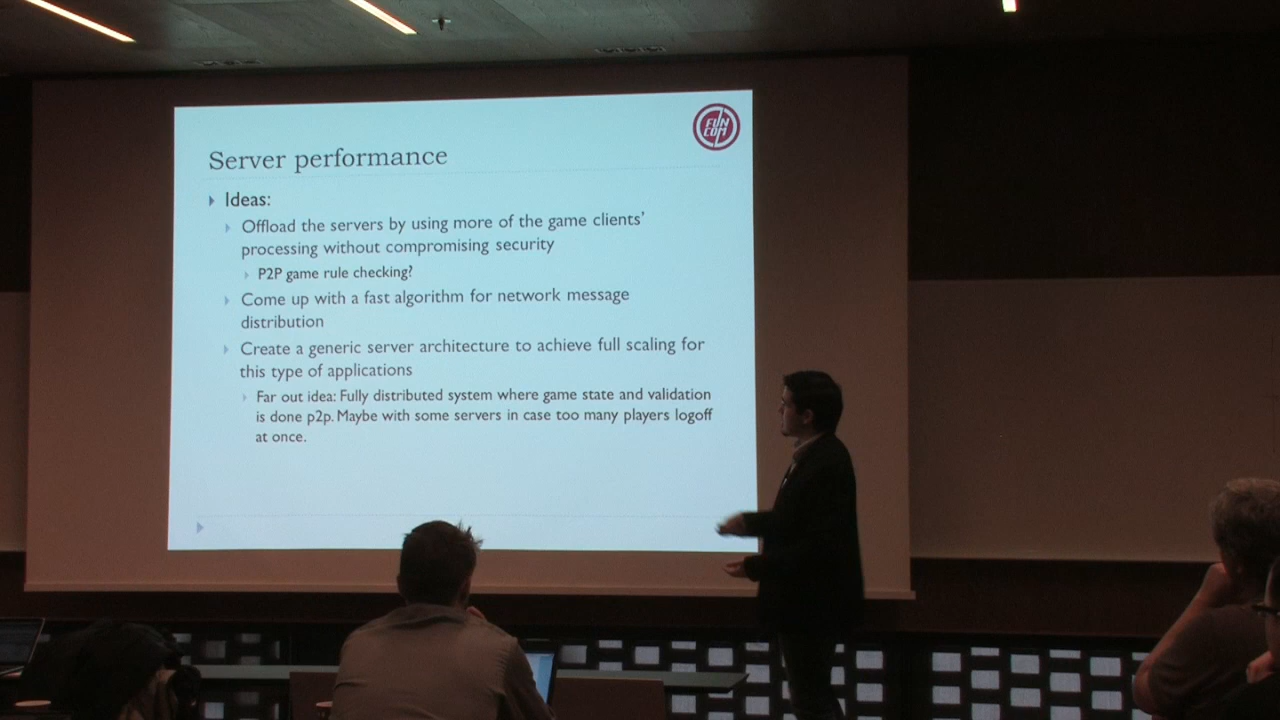 FUN
COM
Server performance
Ideas:
Offload the servers by using more of the game clients'
processing without compromising security
P2P game rule checking?
Come up with a fast algorithm for network message
distribution
Create a generic server architecture to achieve full scaling for
this type of applications
Far out idea: Fully distributed system where game state and validation
is done p2p. Maybe with some servers in case too many players logoff
at once.